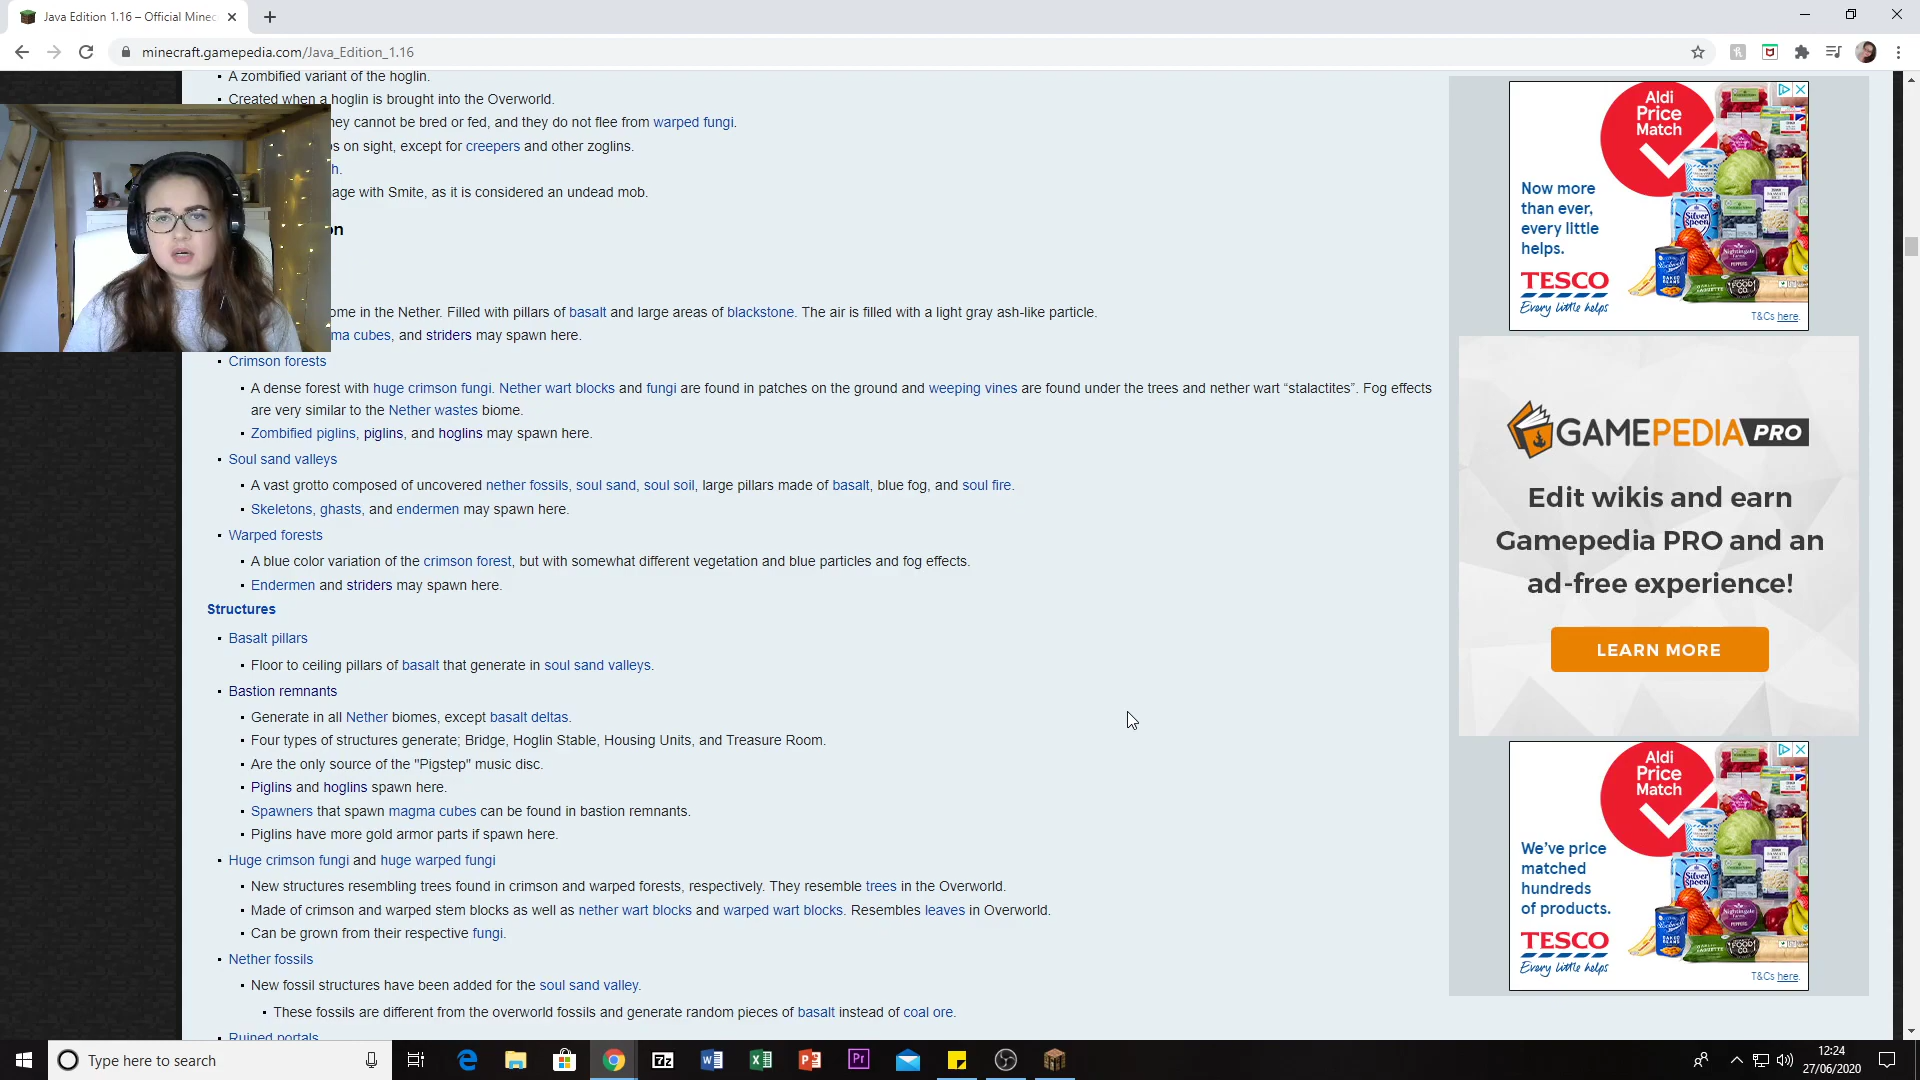 Java Edition 1.16 – Official Minec
minecraft.gamepedia.com/Java_Edition_1.16
A zombified variant of the hoglin.
Created when a hoglin is brought into the Overworld.
hey cannot be bred or fed, and they do not flee from warped fungi.
s on sight, except for creepers and other zoglins.
h.
age with Smite, as it is considered an undead mob.
on
ome in the Nether. Filled with pillars of basalt and large areas of blackstone. The air is filled with a light gray ash-like particle.
ma cubes, and striders may spawn here.
Crimson forests
A dense forest with huge crimson fungi. Nether wart blocks and fungi are found in patches on the ground and weeping vines are found under the trees and nether wart “stalactites”. Fog effects
are very similar to the Nether wastes biome.
Zombified piglins, piglins, and hoglins may spawn here.
Soul sand valleys
A vast grotto composed of uncovered nether fossils, soul sand, soul soil, large pillars made of basalt, blue fog, and soul fire.
Skeletons, ghasts, and endermen may spawn here.
Warped forests
A blue color variation of the crimson forest, but with somewhat different vegetation and blue particles and fog effects.
Endermen and striders may spawn here.
Structures
Basalt pillars
Floor to ceiling pillars of basalt that generate in soul sand valleys.
Bastion remnants
Generate in all Nether biomes, except basalt deltas.
Four types of structures generate; Bridge, Hoglin Stable, Housing Units, and Treasure Room.
Are the only source of the "Pigstep" music disc.
Piglins and hoglins spawn here.
Spawners that spawn magma cubes can be found in bastion remnants.
Piglins have more gold armor parts if spawn here.
Huge crimson fungi and huge warped fungi
New structures resembling trees found in crimson and warped forests, respectively. They resemble trees in the Overworld.
Made of crimson and warped stem blocks as well as nether wart blocks and warped wart blocks. Resembles leaves in Overworld.
Can be grown from their respective fungi.
Nether fossils
New fossil structures have been added for the soul sand valley.
These fossils are different from the overworld fossils and generate random pieces of basalt instead of coal ore.
Ruined portals
Aldi
Price
Match
Now more
than ever,
every little
helps.
TESCO
Every little helps
Silver
Spoon
T&Cs here.
GAMEPEDIA PRO
Edit wikis and earn
Gamepedia PRO and an
ad-free experience!
LEARN MORE
Aldi
Price
Match
We've price
matched
hundreds
of products.
TESCO
Every little helps
Silver
Spoon
T&Cs here.
Type here to search
12:24
27/06/2020